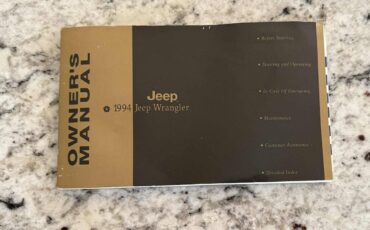 OWNER'S
MANUAL
Jeep
1994 Jeep Wrangler
• Before Starting
• Starting and Operating
• In Case Of Emergency
• Maintenance
• Customer Assistance
• Detailed Index